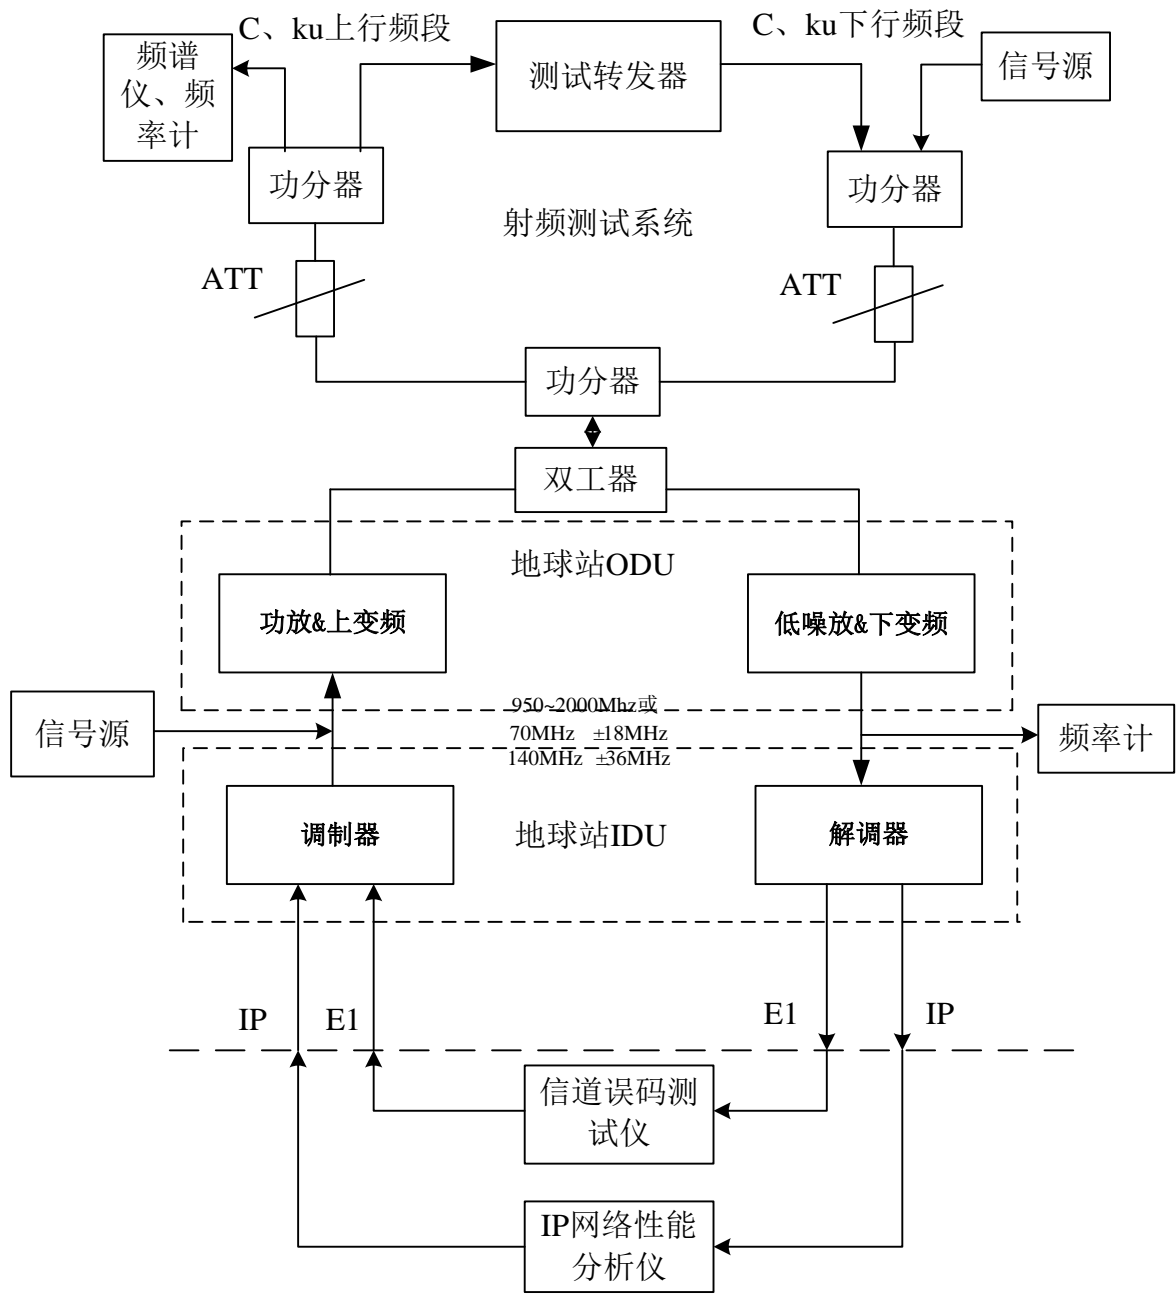 C、ku上行频段
C、ku下行频段
频谱
仪、频
率计
测试转发器
信号源
功分器
功分器
射频测试系统
ATT
ATT
功分器
双工器
地球站ODU
功放&上变频
低噪放&下变频
950~2000Mhz或
70MHz ±18MHz
140MHz ±36MHz
信号源
频率计
调制器
地球站IDU
解调器
IP
E1
E1
IP
信道误码测
试仪
IP网络性能
分析仪